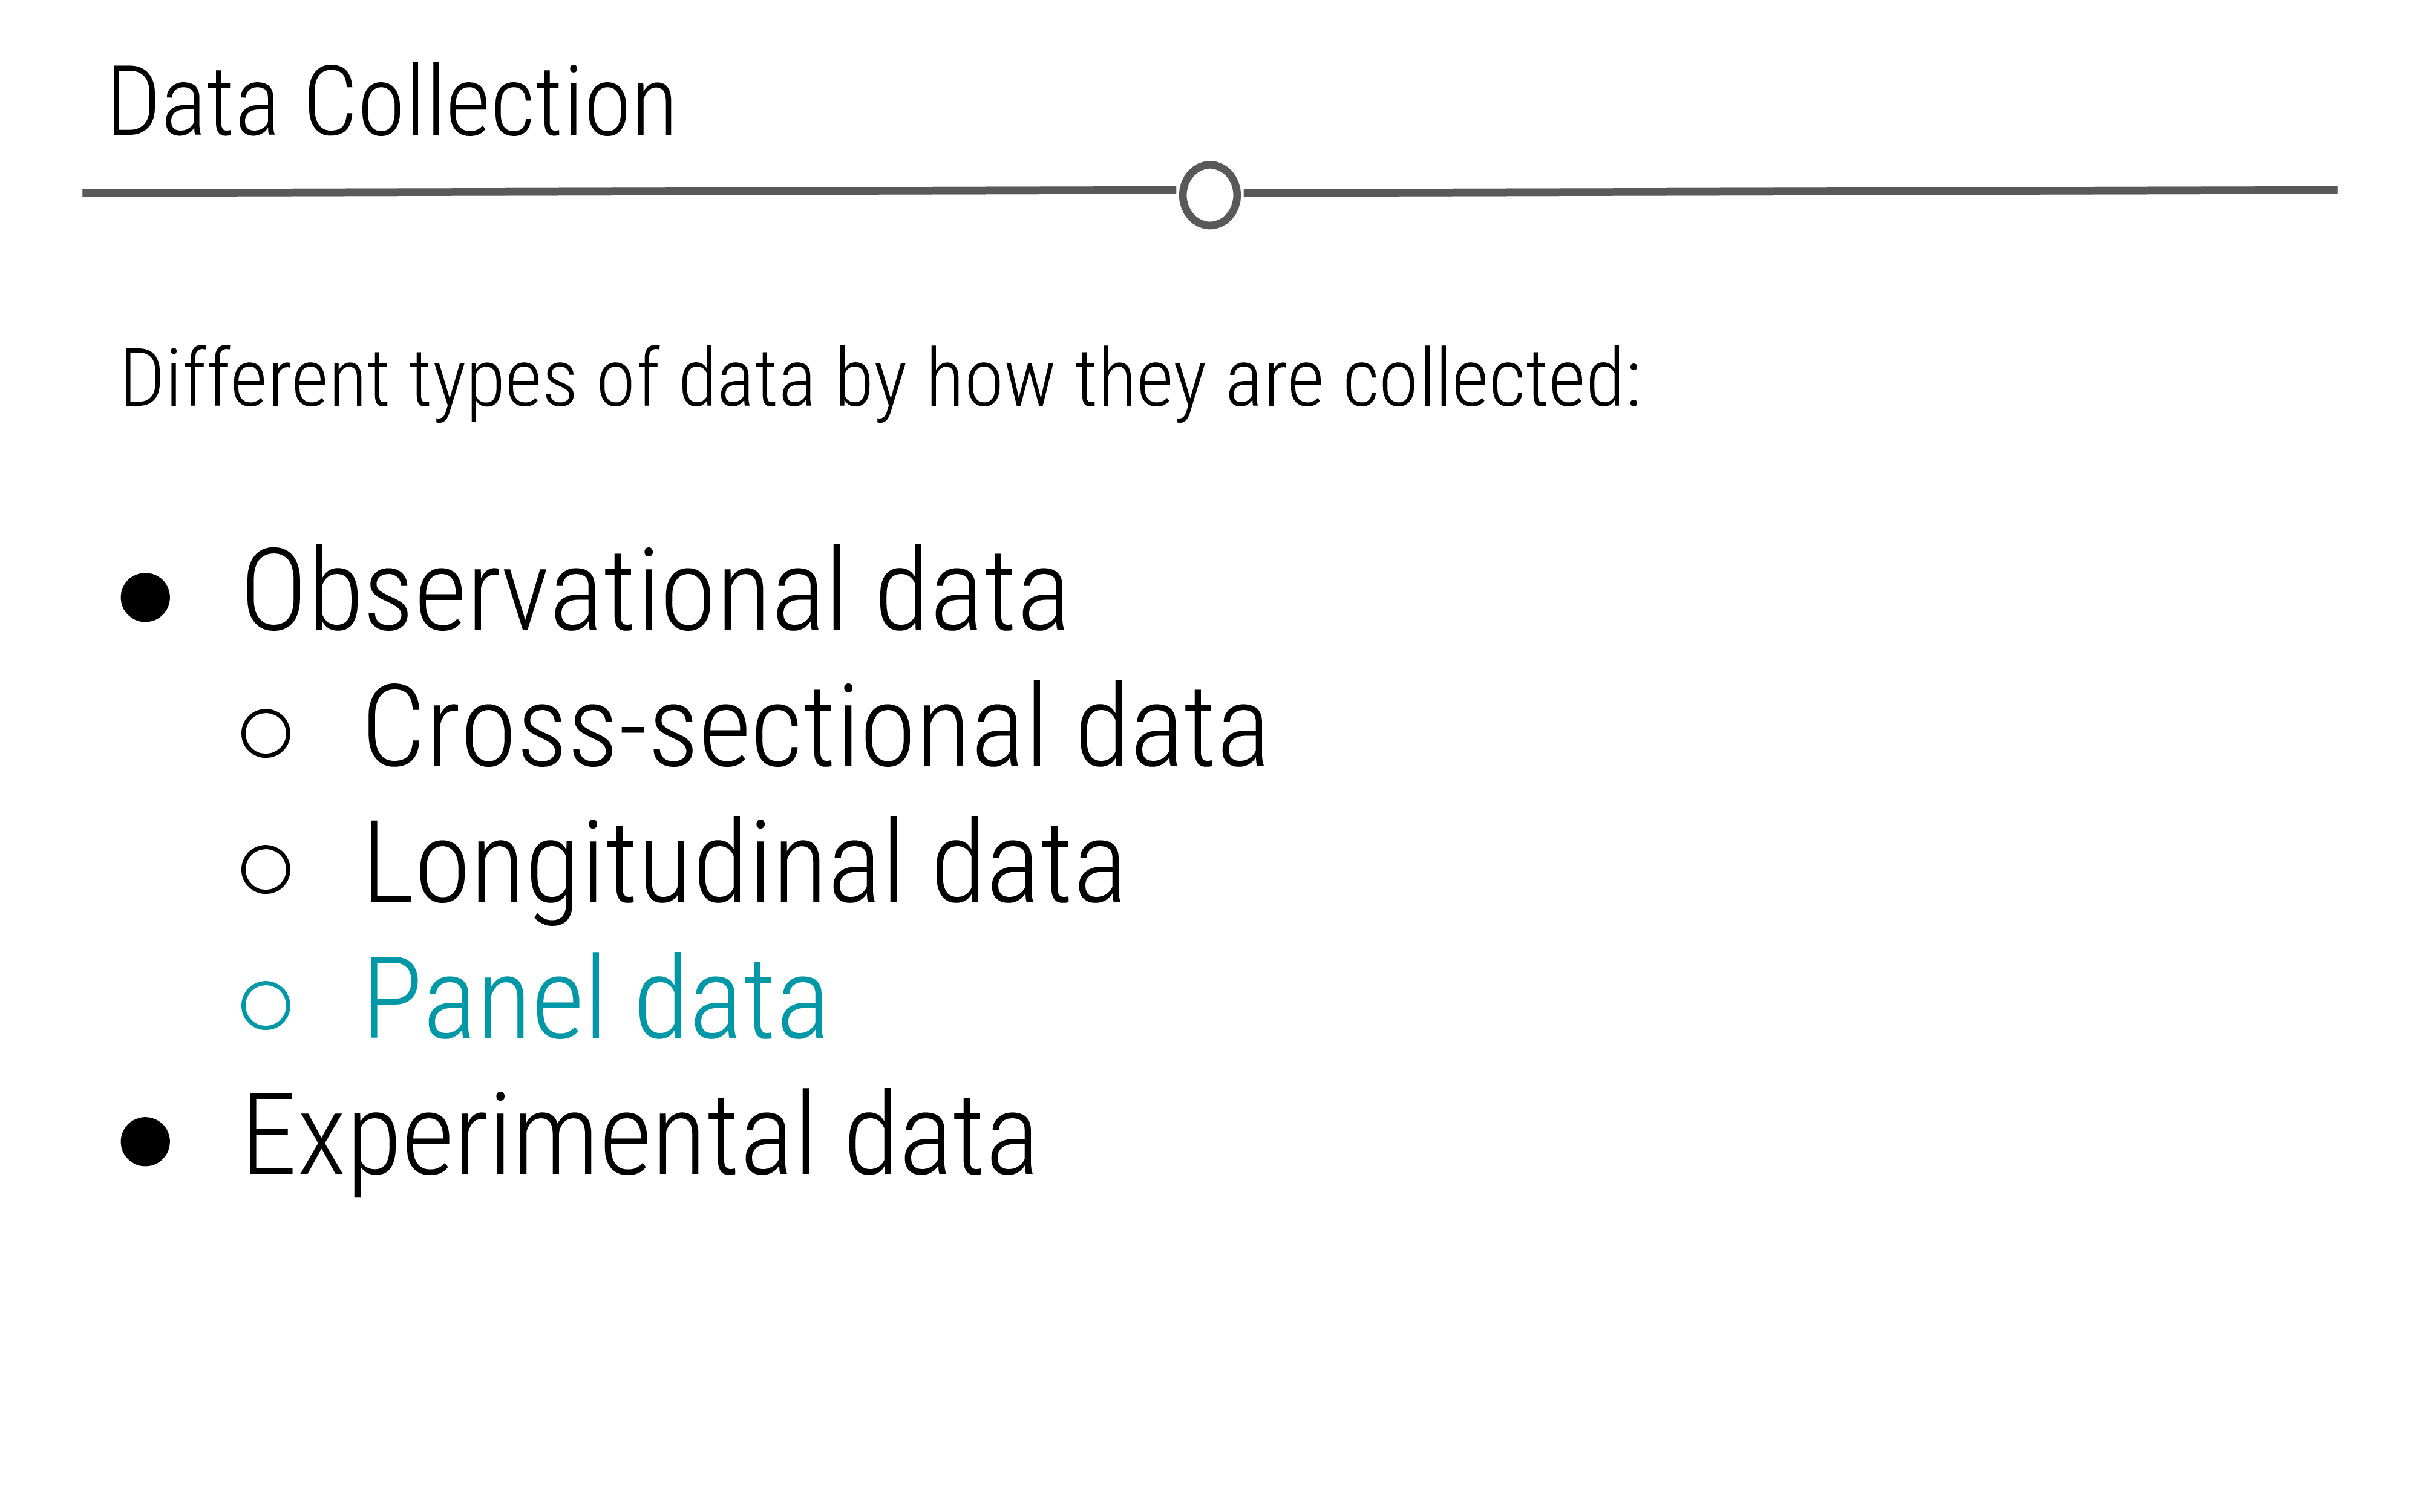 Data Collection
Different types of data by how they are collected:
● Observational data
○ Cross-sectional data
○ Longitudinal data
○ Panel data
● Experimental data